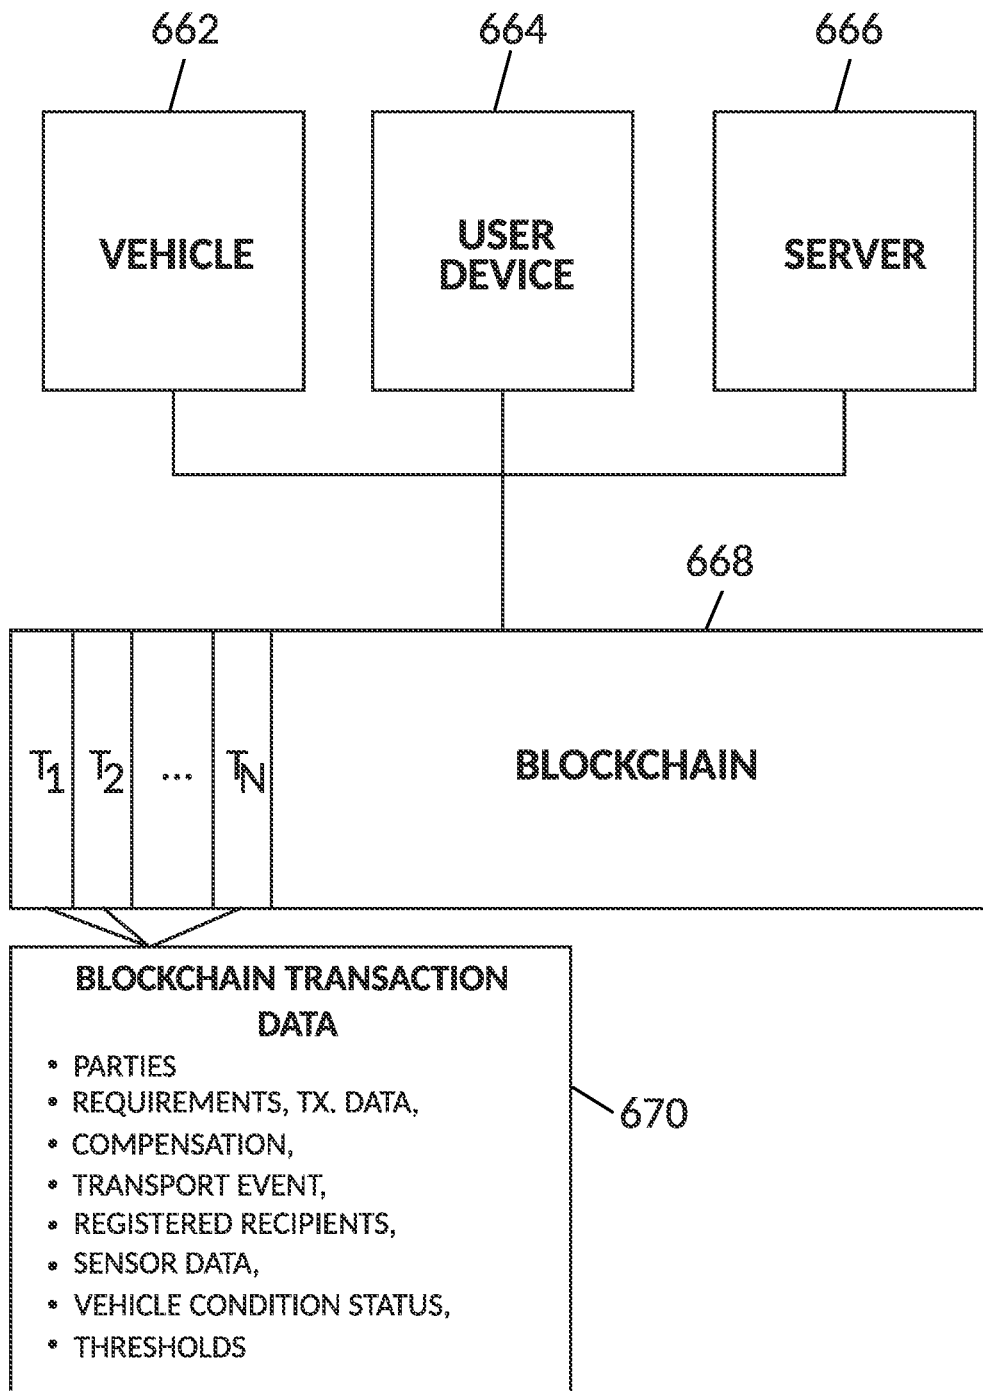 662 664 666
VEHICLE
USER
DEVICE
SERVER
668
T1 T2 ... TN
BLOCKCHAIN
BLOCKCHAIN TRANSACTION
DATA
• PARTIES
• REQUIREMENTS, TX. DATA,
• COMPENSATION,
• TRANSPORT EVENT,
• REGISTERED RECIPIENTS,
• SENSOR DATA,
• VEHICLE CONDITION STATUS,
• THRESHOLDS
670